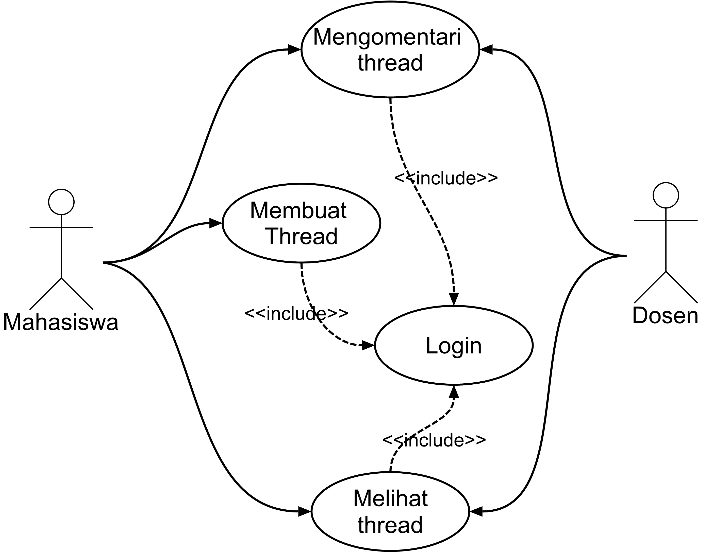 Mengomentari
thread
<<include>>
Membuat
Thread
Mahasiswa
Dosen
<<include>>
Login
<<include>>
Melihat
thread